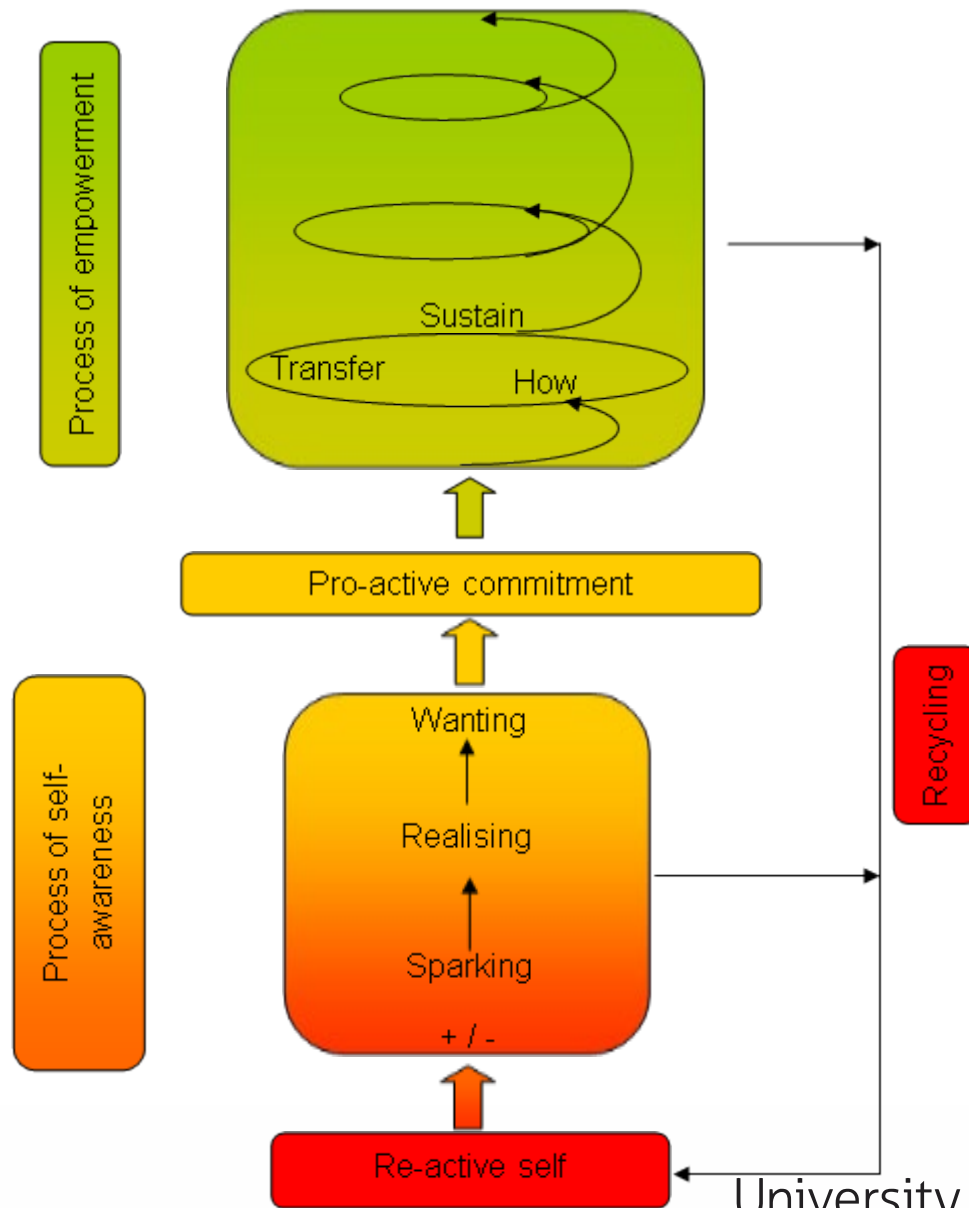 Process of empowerment
Sustain
Transfer
How
Pro-active commitment
Process of self-
awareness
Wanting
Realising
Sparking
+ / -
Recycling
Re-active self
University